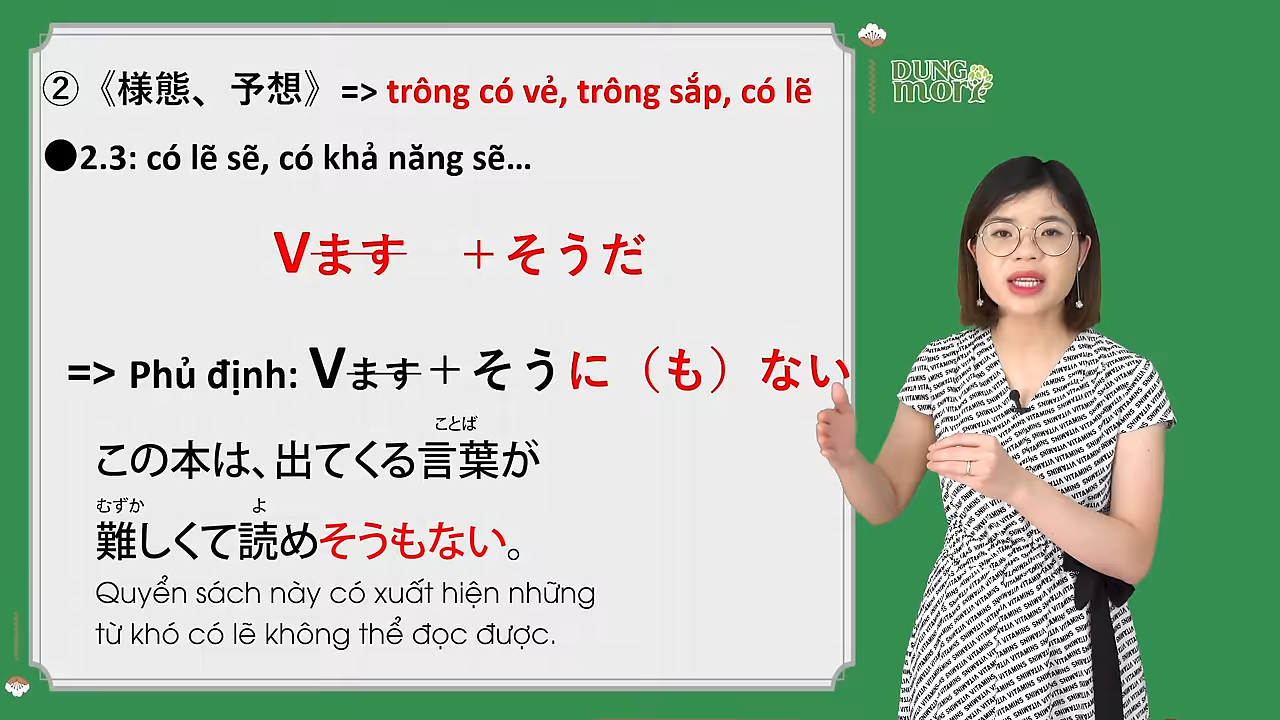 ②《様態、予想》=> trông có vẻ, trông sắp, có lẽ
●2.3: có lẽ sẽ, có khả năng sẽ...
Vます ＋そうだ
=> Phủ định: Vます＋そうに（も）ない
ことば
この本は、出てくる言葉が
むずか よ
難しくて読めそうもない。
Quyển sách này có xuất hiện những
từ khó có lẽ không thể đọc được.
DUNG
mori